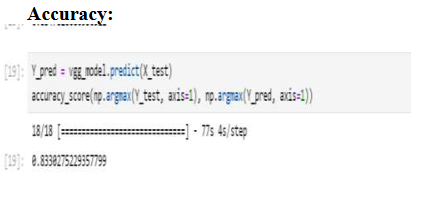 Accuracy:
[19]: Y_pred = vgg_model.predict(X_test)
accuracy_score(np.argmax(Y_test, axis=1), np.argmax(Y_pred, axis=1))
18/18 [==============================] - 77s 4s/step
[19]: 0.8330275229357799